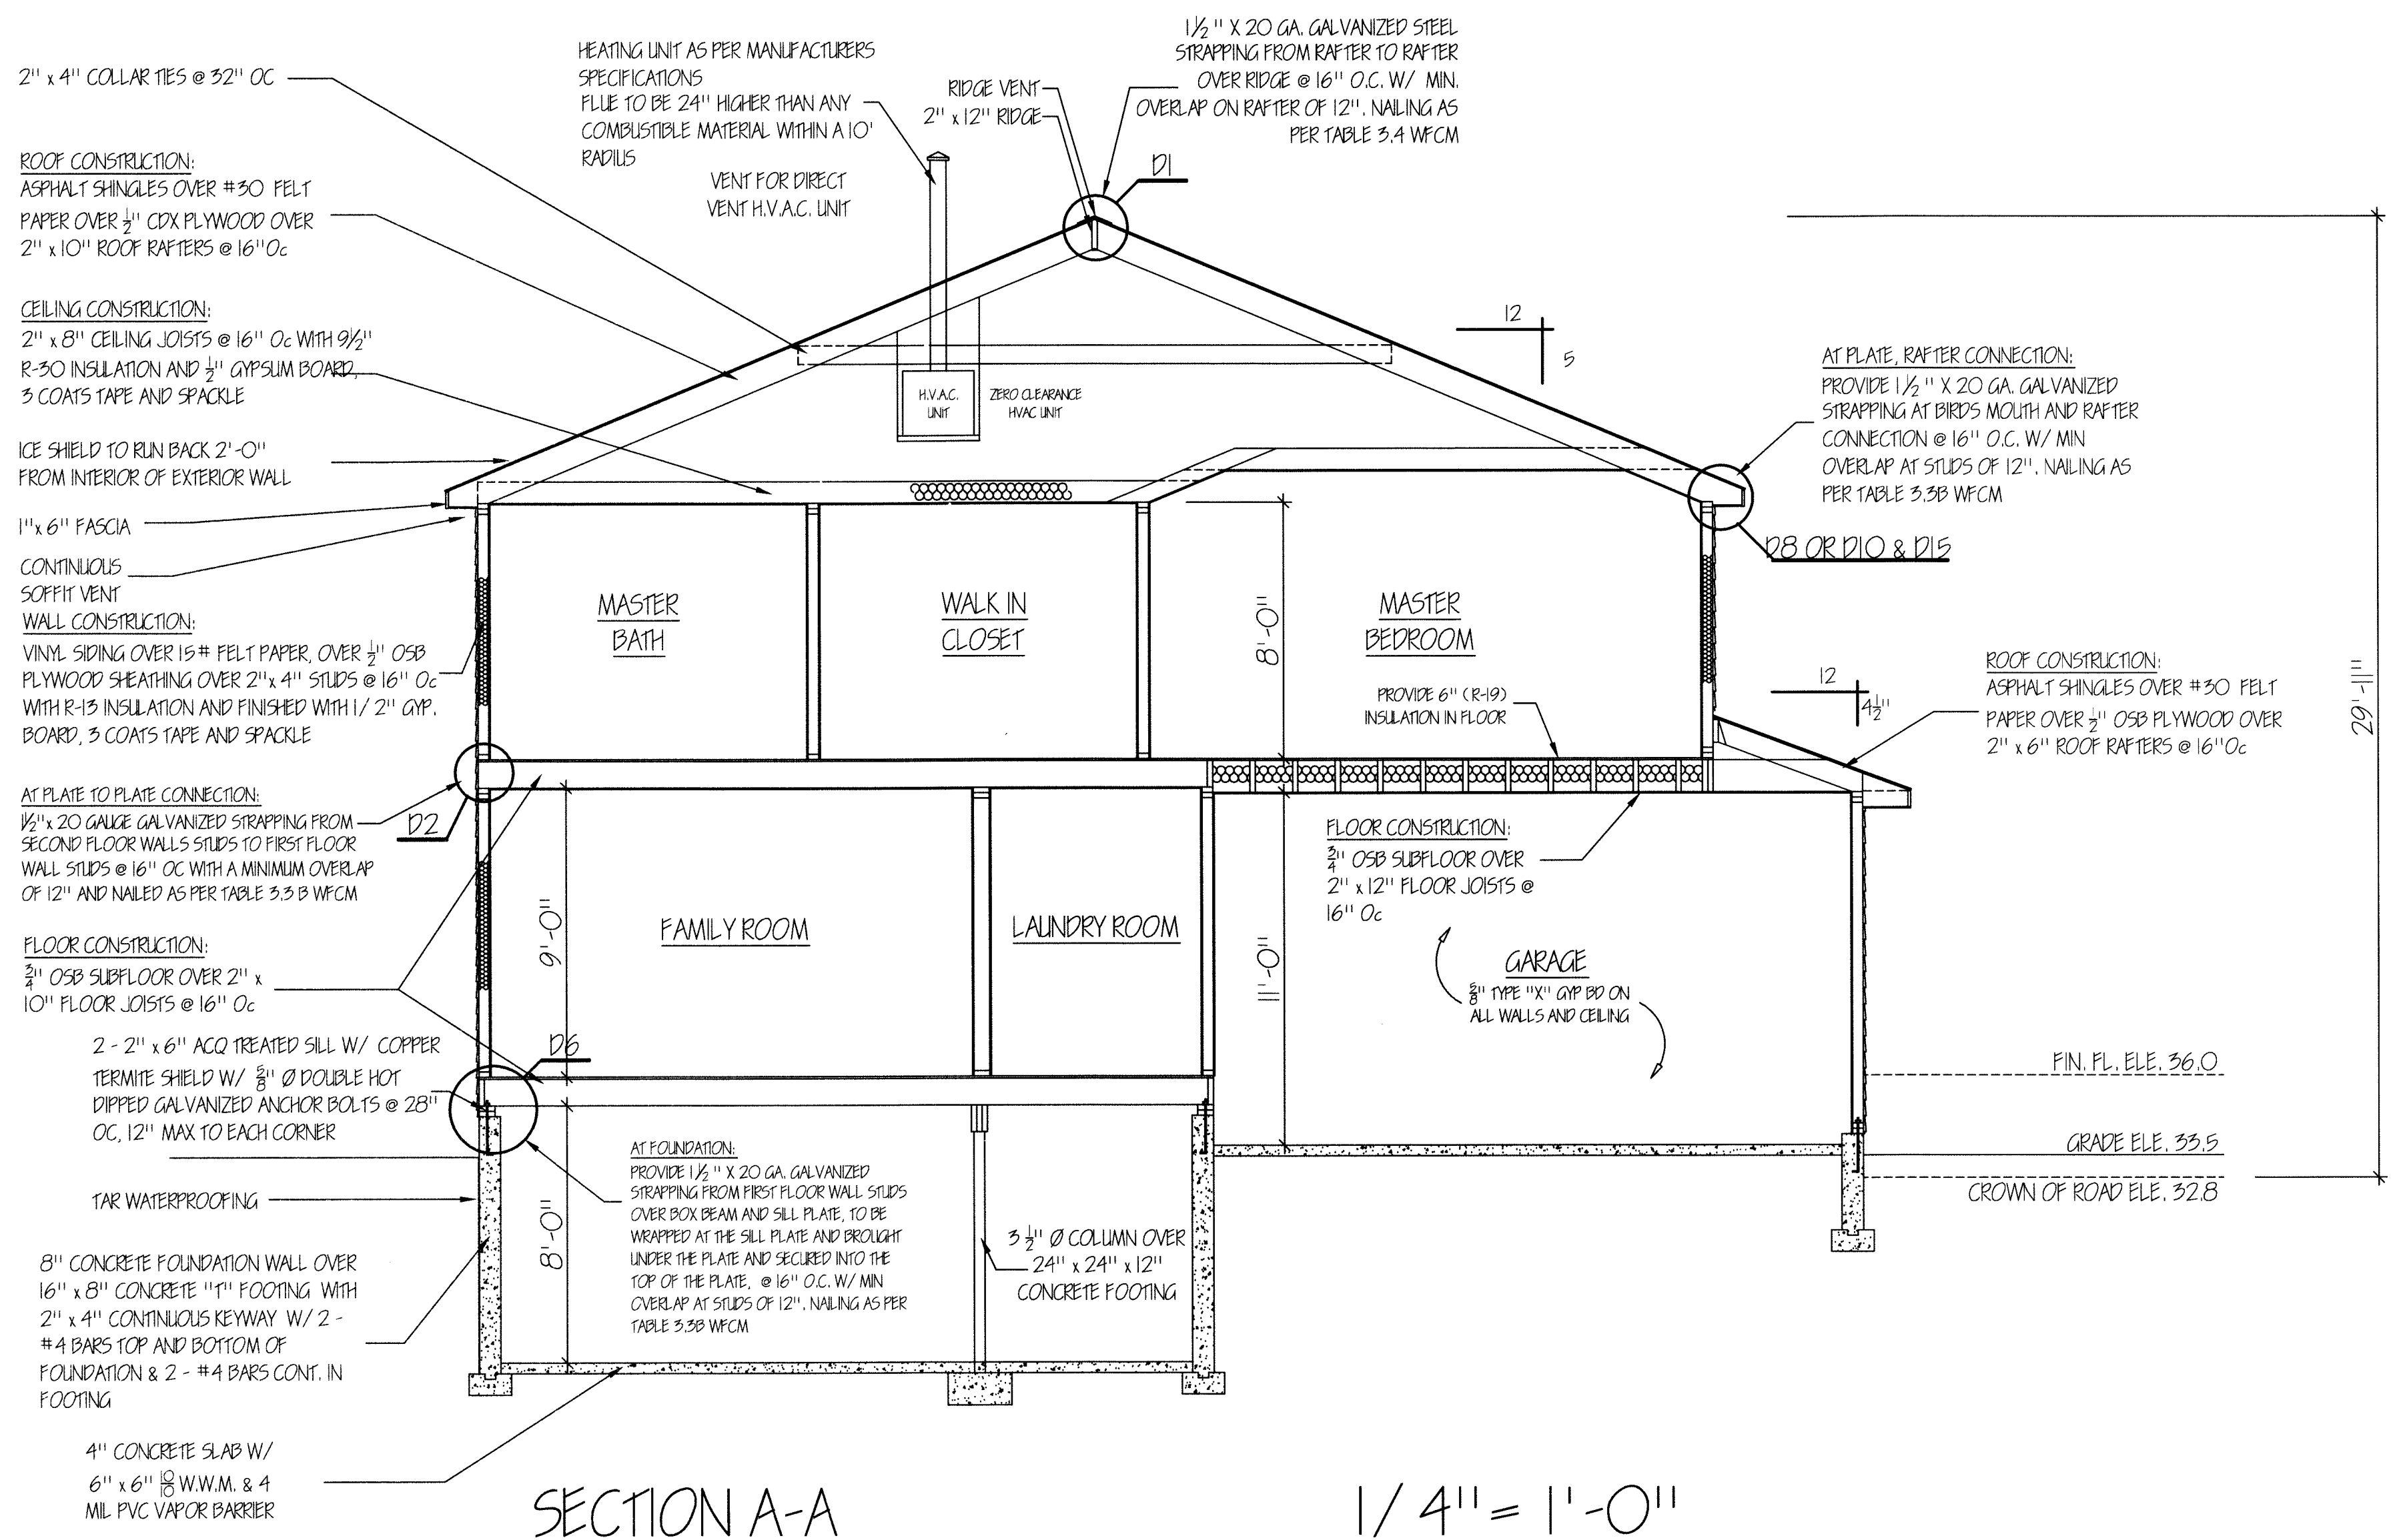 2" x 4" COLLAR TIES @ 32" OC
ROOF CONSTRUCTION:
ASPHALT SHINGLES OVER #30 FELT
PAPER OVER 1/2" CDX PLYWOOD OVER
2" x 10" ROOF RAFTERS @ 16" Oc
CEILING CONSTRUCTION:
2" x 8" CEILING JOISTS @ 16" Oc WITH 9 1/2"
R-30 INSULATION AND 1/2" GYPSUM BOARD,
3 COATS TAPE AND SPACKLE
ICE SHIELD TO RUN BACK 2'-0"
FROM INTERIOR OF EXTERIOR WALL
1" x 6" FASCIA
CONTINUOUS
SOFFIT VENT
WALL CONSTRUCTION:
VINYL SIDING OVER 15# FELT PAPER, OVER 1/2" OSB
PLYWOOD SHEATHING OVER 2" x 4" STUDS @ 16" Oc
WITH R-13 INSULATION AND FINISHED WITH 1/2" GYP.
BOARD, 3 COATS TAPE AND SPACKLE
AT PLATE TO PLATE CONNECTION:
1 1/2" x 20 GAUGE GALVANIZED STRAPPING FROM
SECOND FLOOR WALLS STUDS TO FIRST FLOOR
WALL STUDS @ 16" OC WITH A MINIMUM OVERLAP
OF 12" AND NAILED AS PER TABLE 3.3 B WFCM
D2
FLOOR CONSTRUCTION:
3/4" OSB SUBFLOOR OVER 2" x
10" FLOOR JOISTS @ 16" Oc
2 - 2" x 6" ACQ TREATED SILL W/ COPPER
TERMITE SHIELD W/ 5/8" Ø DOUBLE HOT
DIPPED GALVANIZED ANCHOR BOLTS @ 28"
OC, 12" MAX TO EACH CORNER
TAR WATERPROOFING
8" CONCRETE FOUNDATION WALL OVER
16" x 8" CONCRETE "T" FOOTING WITH
2" x 4" CONTINUOUS KEYWAY W/ 2 -
#4 BARS TOP AND BOTTOM OF
FOUNDATION & 2 - #4 BARS CONT. IN
FOOTING
4" CONCRETE SLAB W/
6" x 6" 10/10 W.W.M. & 4
MIL PVC VAPOR BARRIER
HEATING UNIT AS PER MANUFACTURERS
SPECIFICATIONS
FLUE TO BE 24" HIGHER THAN ANY
COMBUSTIBLE MATERIAL WITHIN A 10'
RADIUS
VENT FOR DIRECT
VENT H.V.A.C. UNIT
RIDGE VENT
2" x 12" RIDGE
1 1/2" X 20 GA. GALVANIZED STEEL
STRAPPING FROM RAFTER TO RAFTER
OVER RIDGE @ 16" O.C. W/ MIN.
OVERLAP ON RAFTER OF 12". NAILING AS
PER TABLE 3.4 WFCM
D1
H.V.A.C.
UNIT
ZERO CLEARANCE
HVAC UNIT
12
5
AT PLATE, RAFTER CONNECTION:
PROVIDE 1 1/2" X 20 GA. GALVANIZED
STRAPPING AT BIRDS MOUTH AND RAFTER
CONNECTION @ 16" O.C. W/ MIN
OVERLAP AT STUDS OF 12". NAILING AS
PER TABLE 3.3B WFCM
D8 OR D10 & D15
MASTER
BATH
WALK IN
CLOSET
8'-0"
MASTER
BEDROOM
PROVIDE 6" (R-19)
INSULATION IN FLOOR
12
4 1/2"
ROOF CONSTRUCTION:
ASPHALT SHINGLES OVER #30 FELT
PAPER OVER 1/2" OSB PLYWOOD OVER
2" x 6" ROOF RAFTERS @ 16" Oc
29'-11"
FLOOR CONSTRUCTION:
3/4" OSB SUBFLOOR OVER
2" x 12" FLOOR JOISTS @
16" Oc
9'-0"
FAMILY ROOM
LAUNDRY ROOM
11'-0"
GARAGE
5/8" TYPE "X" GYP BD ON
ALL WALLS AND CEILING
D6
FIN. FL. ELE. 36.0
GRADE ELE. 33.5
CROWN OF ROAD ELE. 32.8
8'-0"
AT FOUNDATION:
PROVIDE 1 1/2" X 20 GA. GALVANIZED
STRAPPING FROM FIRST FLOOR WALL STUDS
OVER BOX BEAM AND SILL PLATE, TO BE
WRAPPED AT THE SILL PLATE AND BROUGHT
UNDER THE PLATE AND SECURED INTO THE
TOP OF THE PLATE, @ 16" O.C. W/ MIN
OVERLAP AT STUDS OF 12". NAILING AS PER
TABLE 3.3B WFCM
3 1/2" Ø COLUMN OVER
24" x 24" x 12"
CONCRETE FOOTING
SECTION A-A
1/4" = 1'-0"